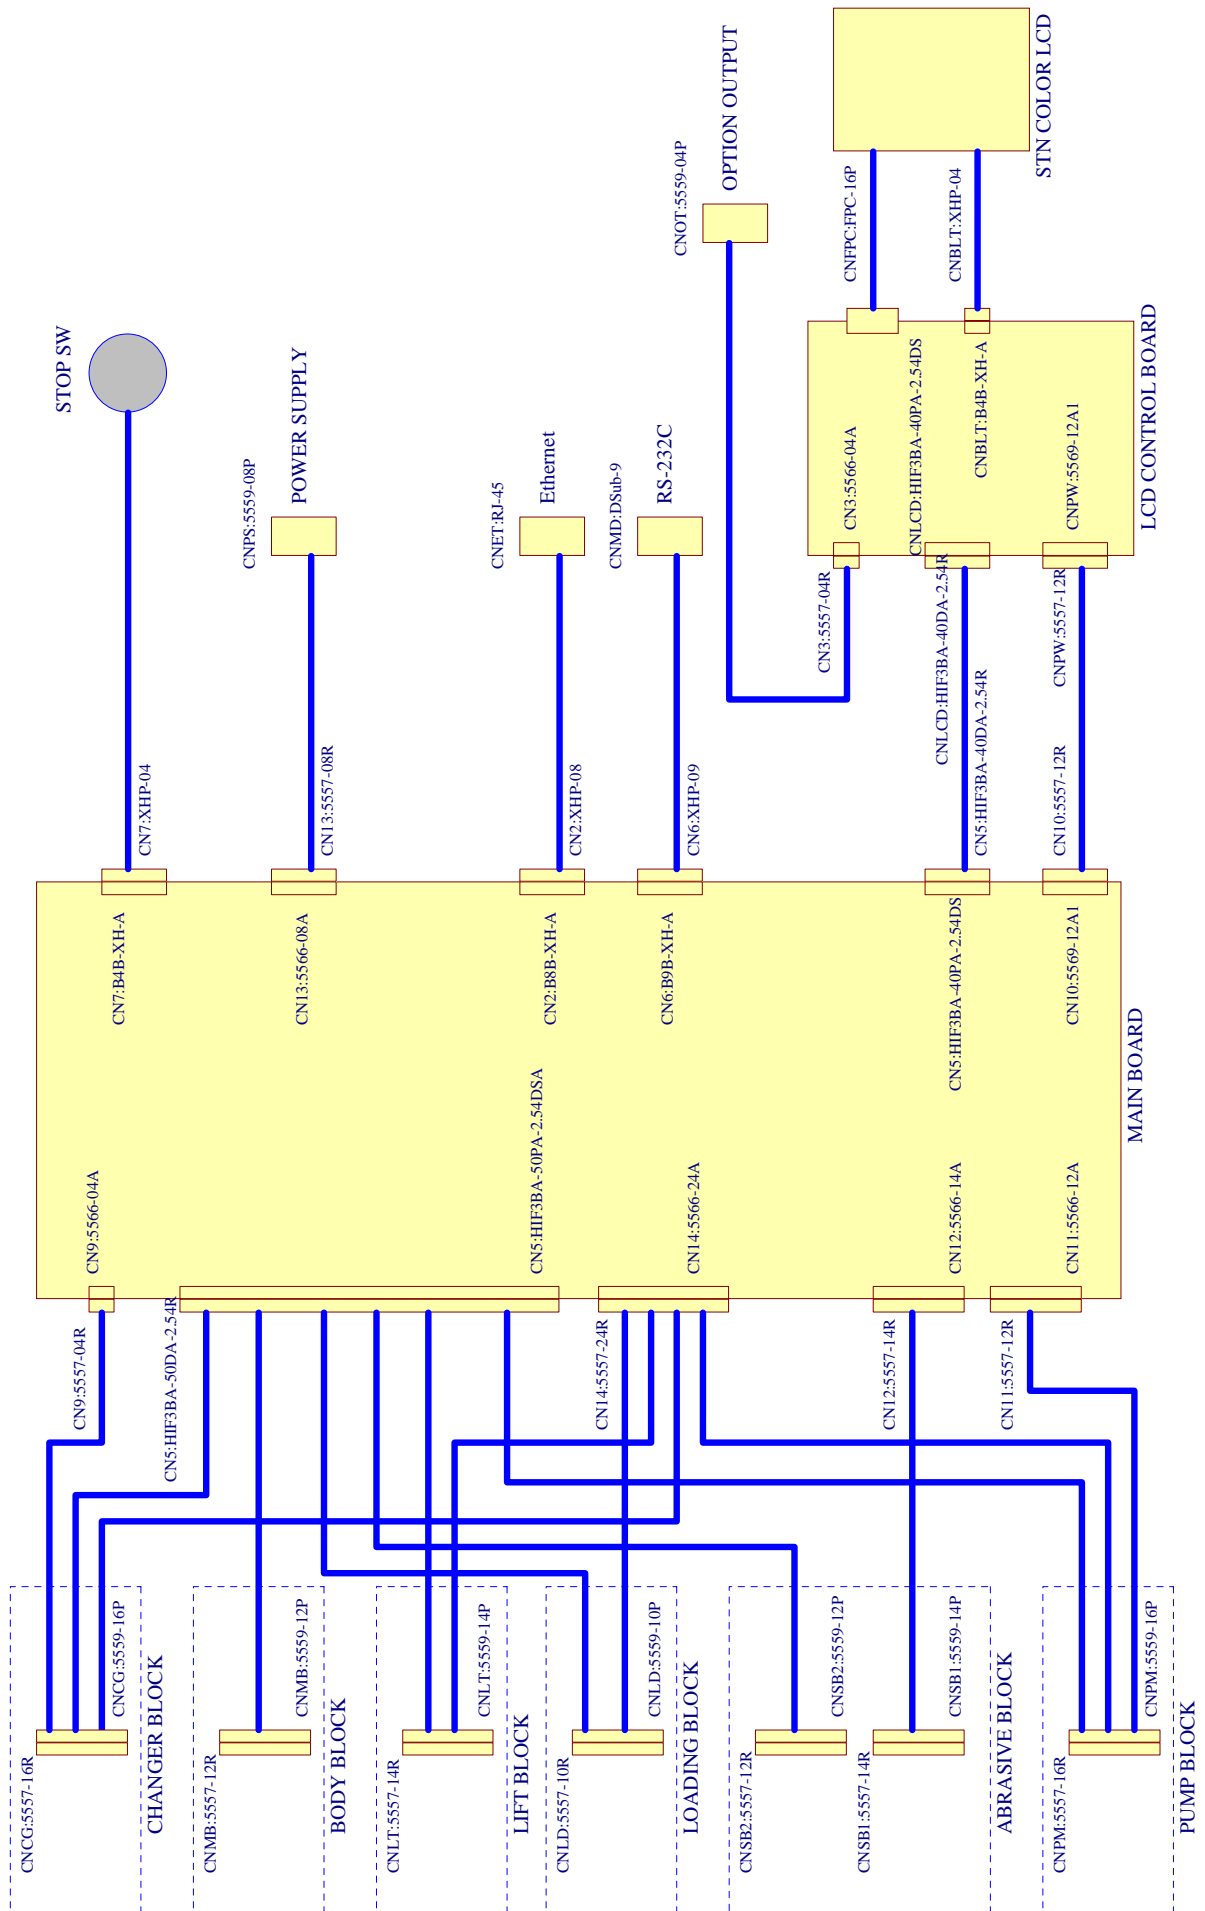 STN COLOR LCD
OPTION OUTPUT
CNOT:5559-04P
CNFPC:FPC-16P
CNBLT:XHP-04
STOP SW
POWER SUPPLY
CNPS:5559-08P
Ethernet
CNET:RJ-45
RS-232C
CNMD:DSub-9
LCD CONTROL BOARD
CN3:5566-04A
CNLCD:HIF3BA-40PA-2.54DS
CNBLT:B4B-XH-A
CNPW:5569-12A1
CN3:5557-04R
CNLCD:HIF3BA-40DA-2.54R
CNPW:5557-12R
CN7:XHP-04
CN13:5557-08R
CN2:XHP-08
CN6:XHP-09
CN5:HIF3BA-40DA-2.54R
CN10:5557-12R
CN7:B4B-XH-A
CN13:5566-08A
CN2:B8B-XH-A
CN6:B9B-XH-A
CN5:HIF3BA-40PA-2.54DS
CN10:5569-12A1
MAIN BOARD
CN9:5566-04A
CN5:HIF3BA-50PA-2.54DSA
CN14:5566-24A
CN12:5566-14A
CN11:5566-12A
CN9:5557-04R
CN5:HIF3BA-50DA-2.54R
CN14:5557-24R
CN12:5557-14R
CN11:5557-12R
CNCG:5559-16P
CNMB:5559-12P
CNLT:5559-14P
CNLD:5559-10P
CNSB2:5559-12P
CNSB1:5559-14P
CNPM:5559-16P
CNCG:5557-16R
CHANGER BLOCK
CNMB:5557-12R
BODY BLOCK
CNLT:5557-14R
LIFT BLOCK
CNLD:5557-10R
LOADING BLOCK
CNSB2:5557-12R
CNSB1:5557-14R
ABRASIVE BLOCK
CNPM:5557-16R
PUMP BLOCK